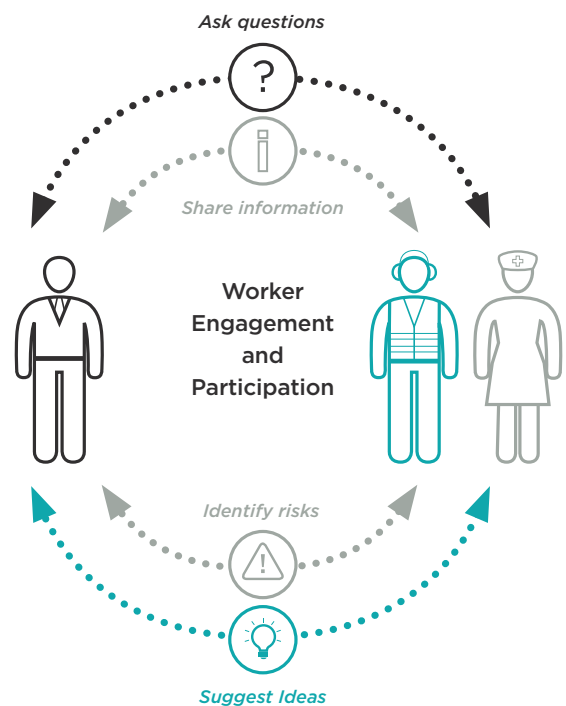 Ask questions
?
i
Share information
Worker
Engagement
and
Participation
Identify risks
!
Suggest Ideas